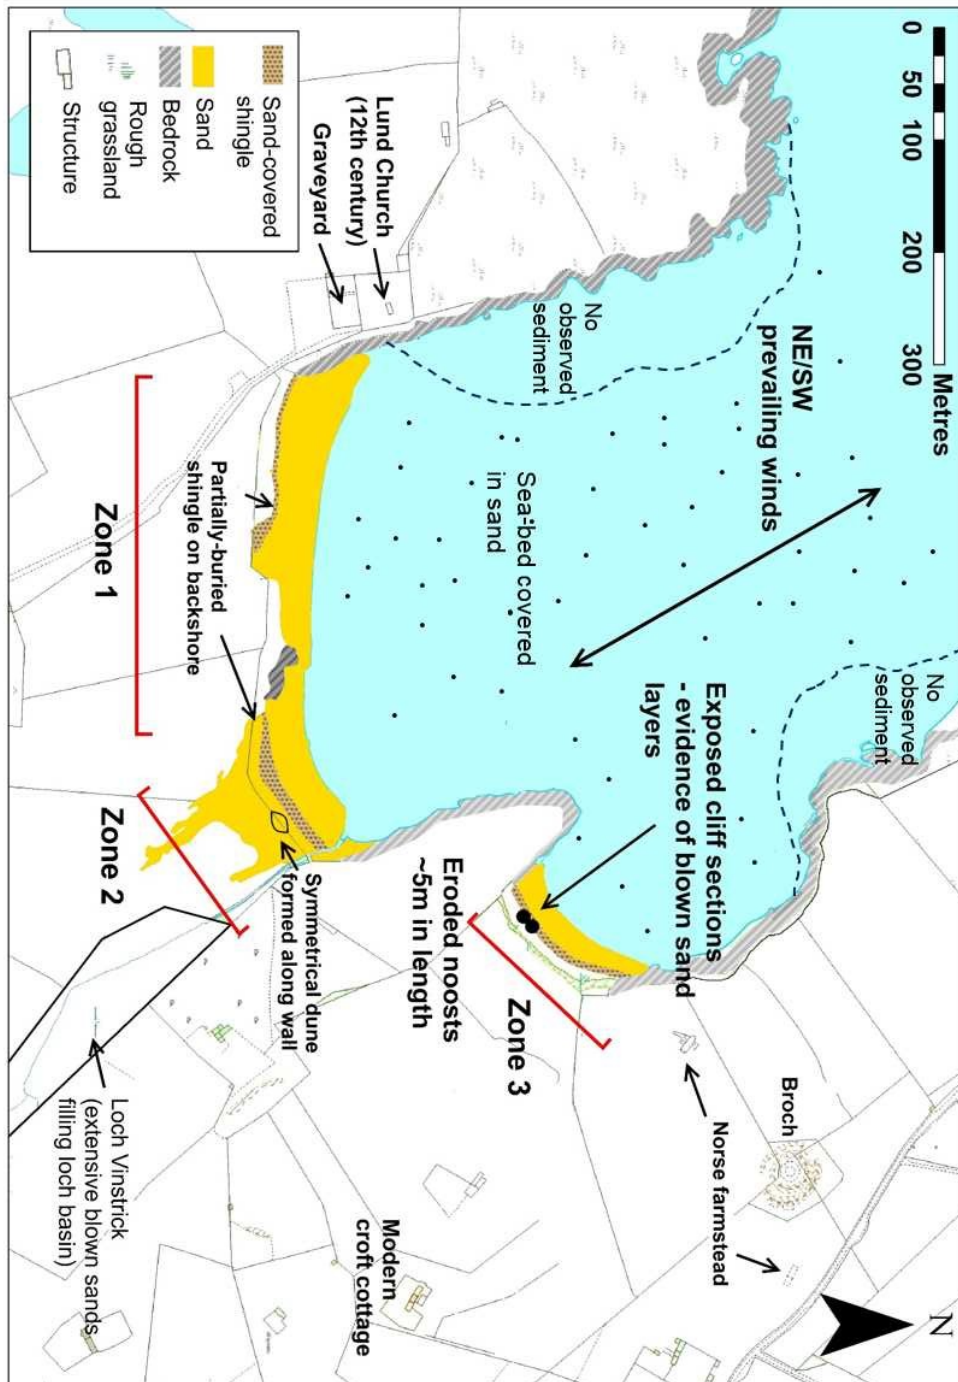 0 50 100 200 300
Metres
NE/SW
prevailing winds
No
observed
sediment
No
observed
sediment
Sea-bed covered
in sand
Exposed cliff sections
- evidence of blown sand
layers
Lund Church
(12th century)
Graveyard
Sand-covered
shingle
Sand
Bedrock
Rough
grassland
Structure
Partially-buried
shingle on backshore
Zone 1
Zone 2
Symmetrical dune
formed along wall
Eroded noosts
~5m in length
Zone 3
Norse farmstead
Broch
Modern
croft cottage
Loch Vinstrick
(extensive blown sands
filling loch basin)
N